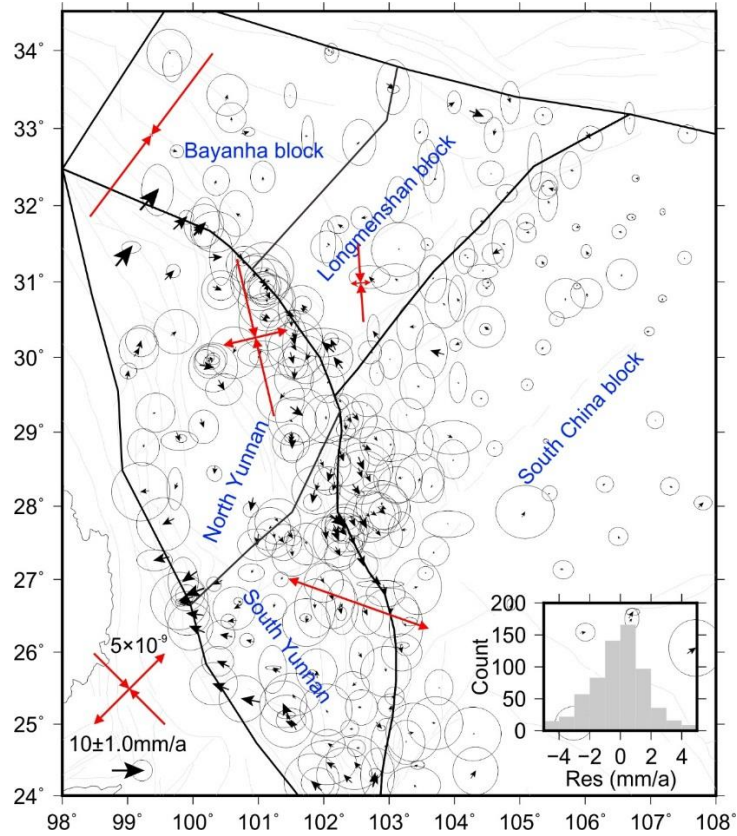 34°
33°
32°
31°
30°
29°
28°
27°
26°
25°
24°
Bayanha block
Longmenshan block
South China block
North Yunnan
South Yunnan
5×10⁻⁹
10±1.0mm/a
200
150
100
50
0
Count
−4 −2 0 2 4
Res (mm/a)
98° 99° 100° 101° 102° 103° 104° 105° 106° 107° 108°